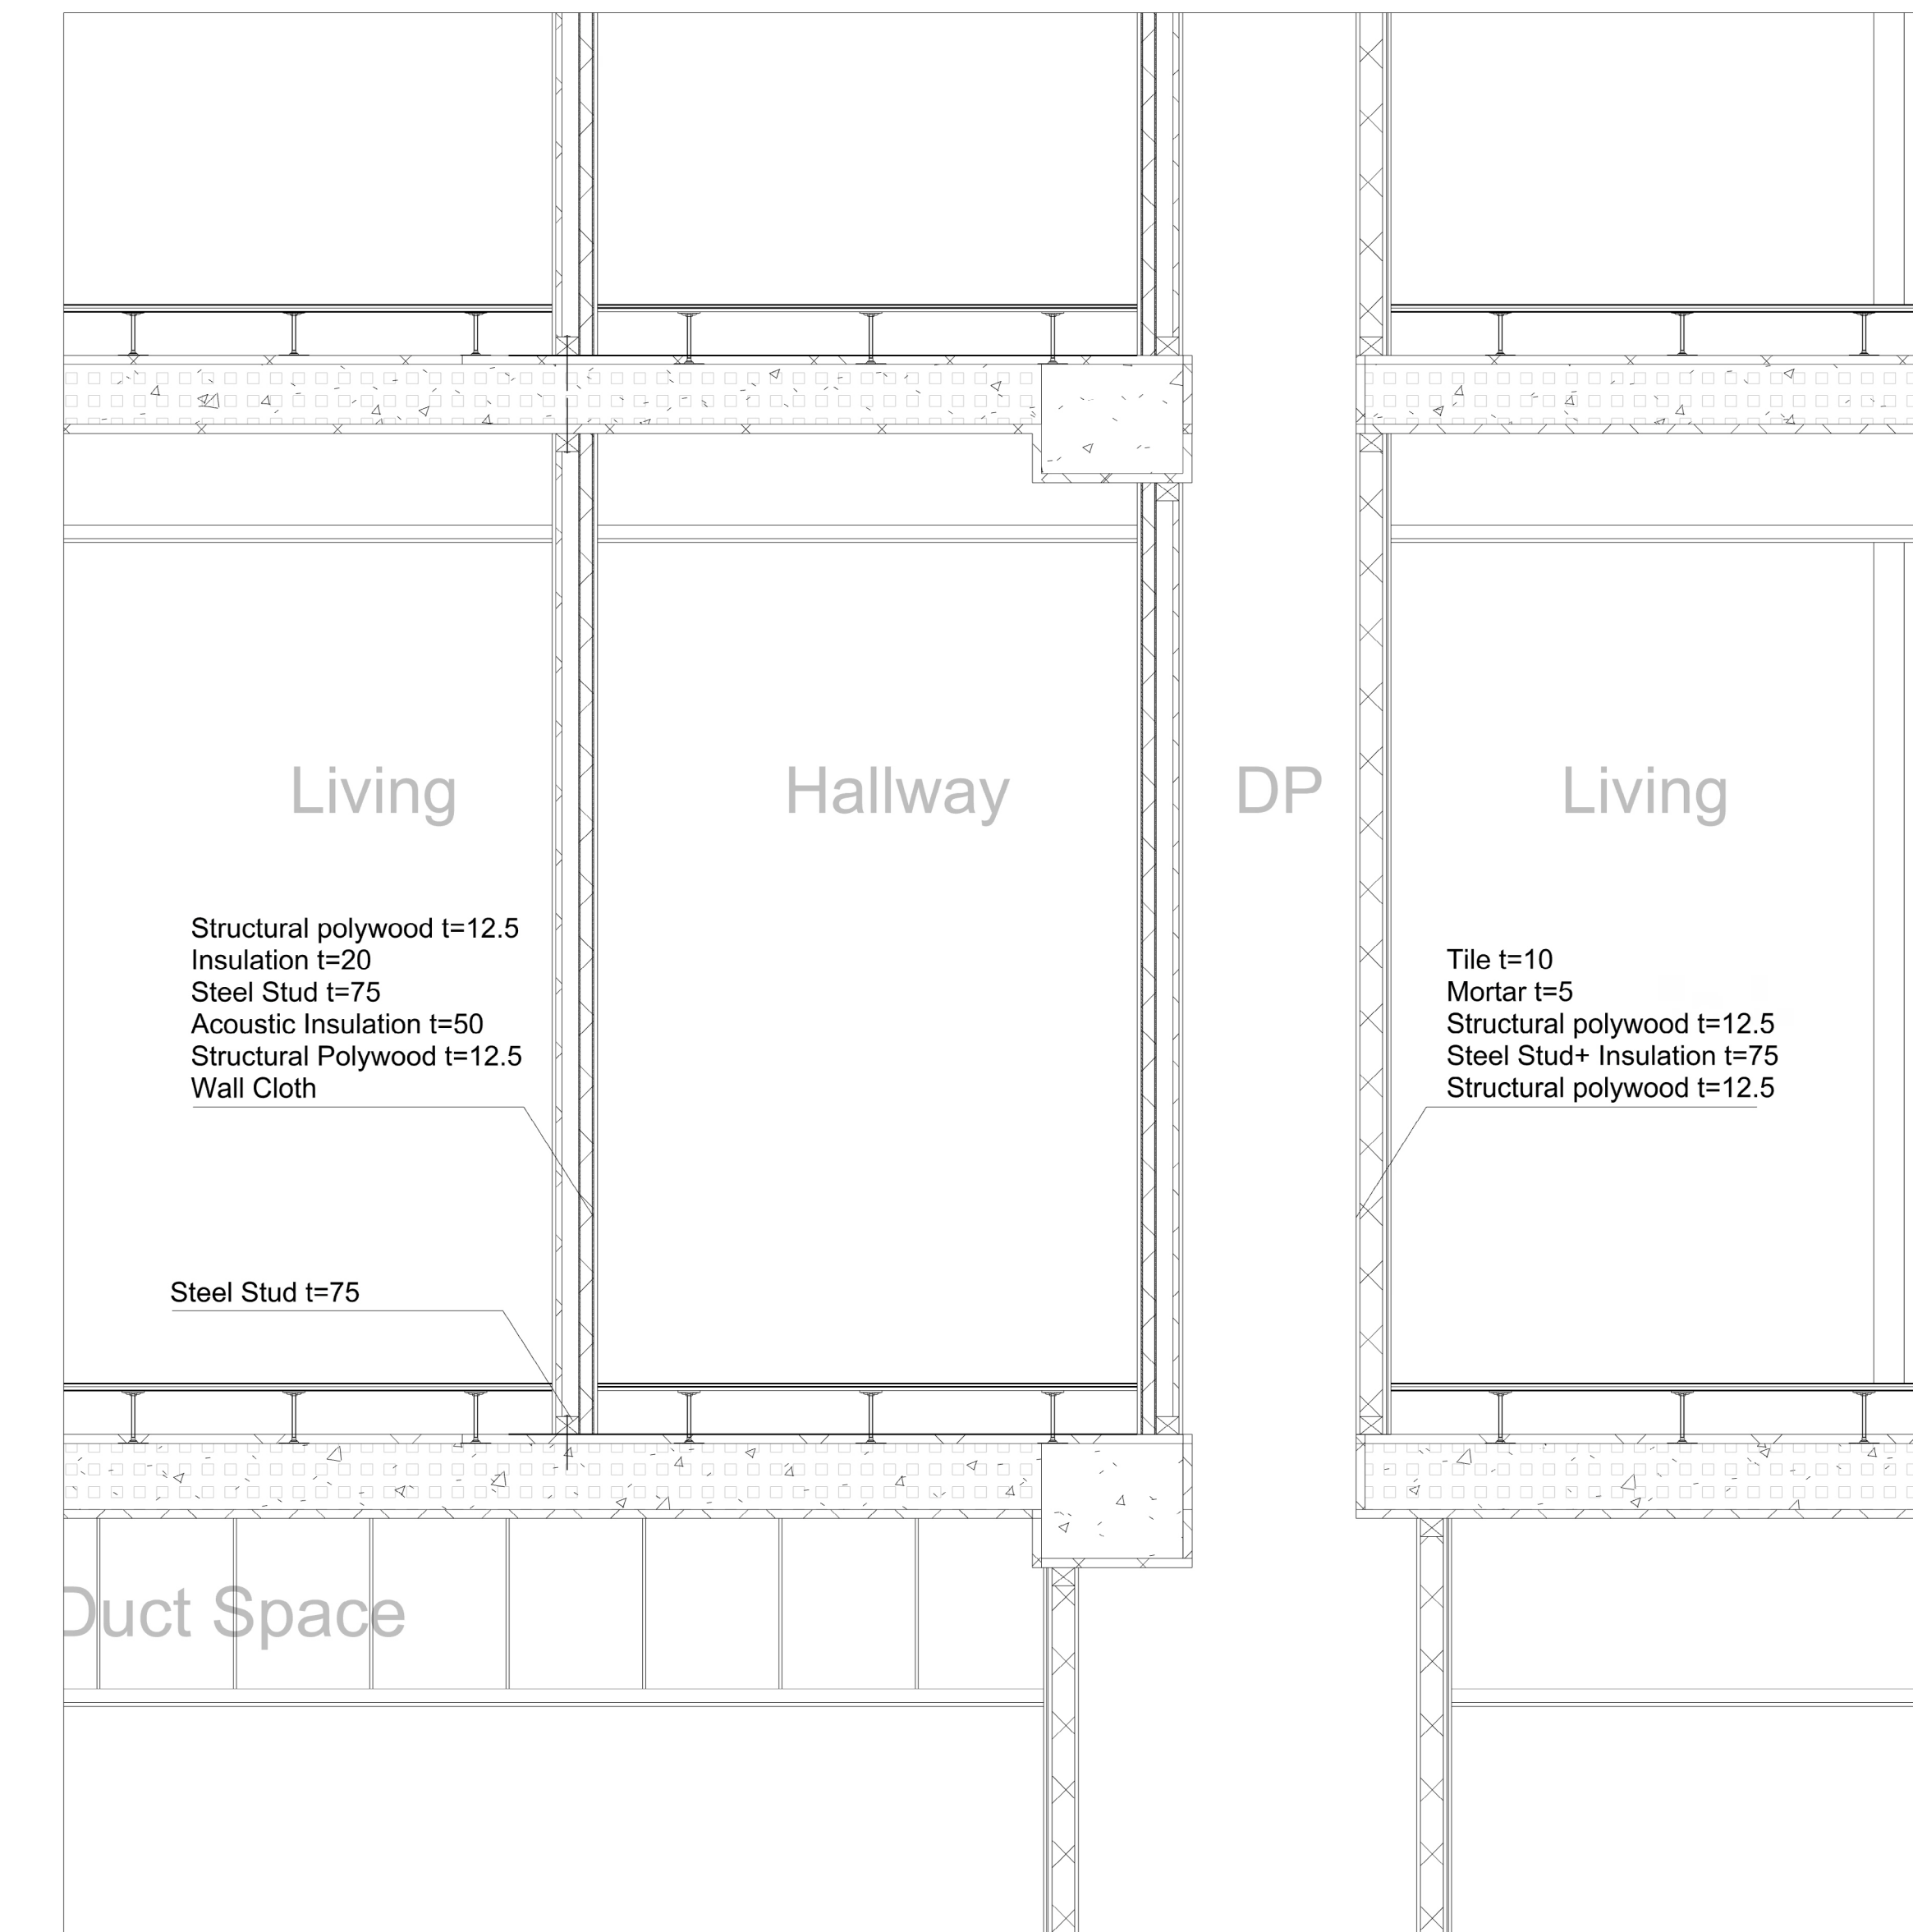 Living
Hallway
DP
Living
Structural polywood t=12.5
Insulation t=20
Steel Stud t=75
Acoustic Insulation t=50
Structural Polywood t=12.5
Wall Cloth
Tile t=10
Mortar t=5
Structural polywood t=12.5
Steel Stud+ Insulation t=75
Structural polywood t=12.5
Steel Stud t=75
Duct Space